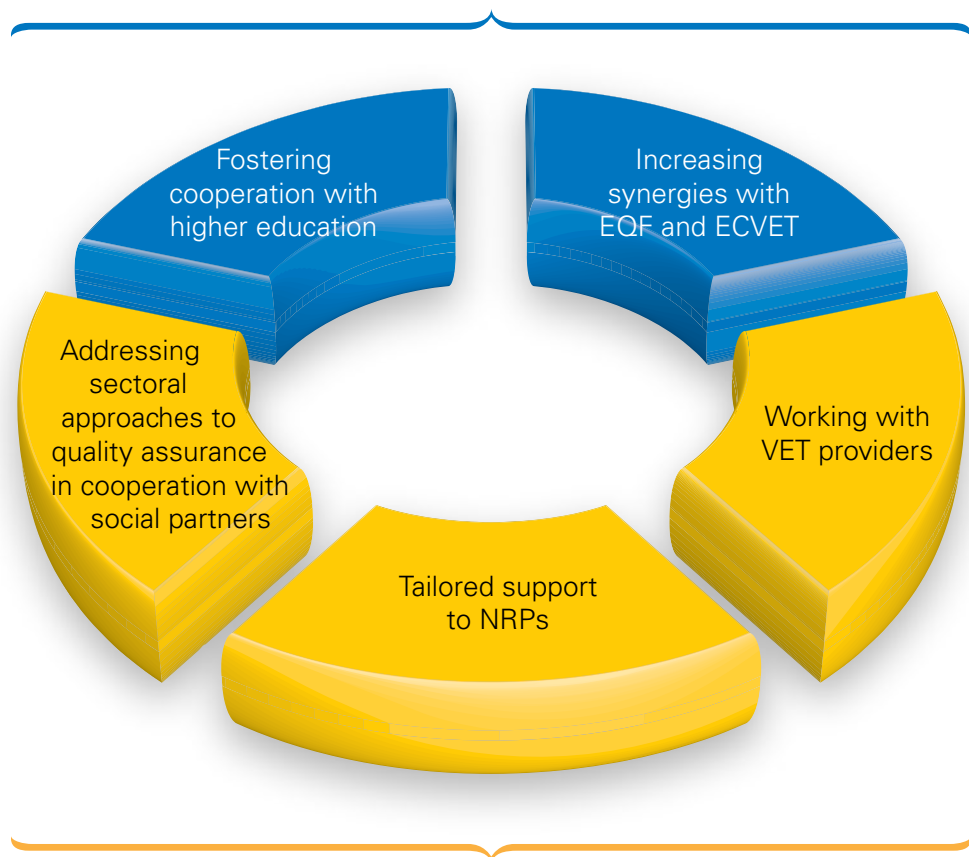 Fostering
cooperation with
higher education
Increasing
synergies with
EQF and ECVET
Addressing
sectoral
approaches to
quality assurance
in cooperation with
social partners
Working with
VET providers
Tailored support
to NRPs